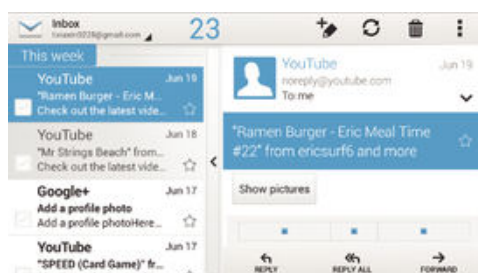 Inbox
23
This week
YouTube Jun 19
"Ramen Burger - Eric M...
Check out the latest vide...
YouTube Jun 18
"Mr Strings Beach" from...
Check out the latest vide...
Google+ Jun 17
Add a profile photo
Add a profile photoHere...
YouTube Jun 17
"SPEED (Card Game)" fr...
YouTube Jun 19
noreply@youtube.com
To: me
"Ramen Burger - Eric Meal Time
#22" from ericsurf6 and more
Show pictures
REPLY REPLY ALL FORWARD